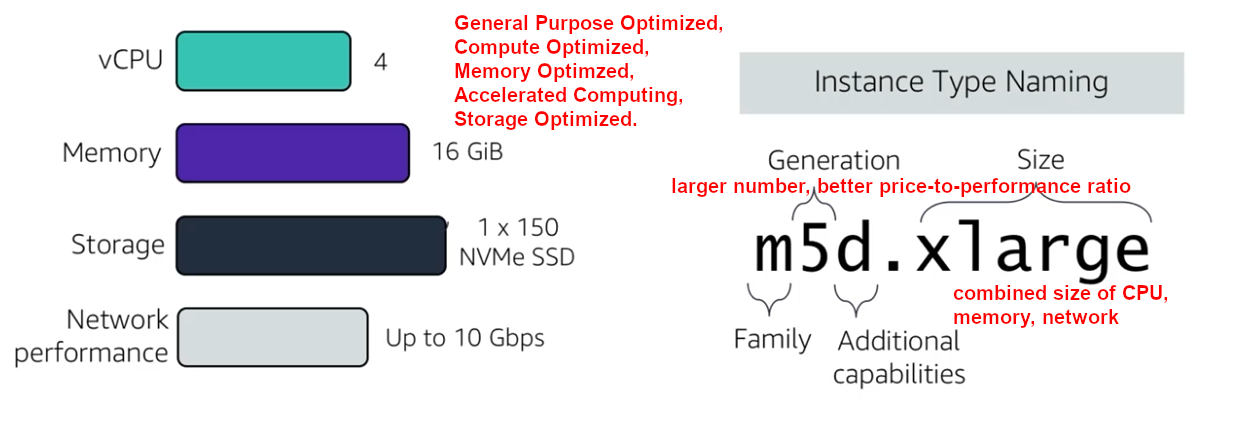 vCPU
4
General Purpose Optimized,
Compute Optimized,
Memory Optimzed,
Accelerated Computing,
Storage Optimized.
Memory
16 GiB
Storage
1 x 150
NVMe SSD
Network
performance
Up to 10 Gbps
Instance Type Naming
Generation
Size
larger number, better price-to-performance ratio
m5d.xlarge
combined size of CPU,
memory, network
Family
Additional
capabilities